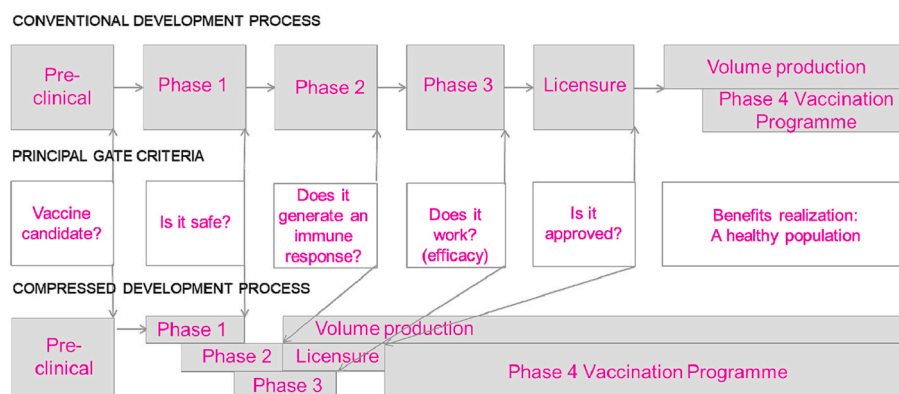 CONVENTIONAL DEVELOPMENT PROCESS
Pre-
clinical
Phase 1
Phase 2
Phase 3
Licensure
Volume production
Phase 4 Vaccination
Programme
PRINCIPAL GATE CRITERIA
Vaccine
candidate?
Is it safe?
Does it
generate an
immune
response?
Does it
work?
(efficacy)
Is it
approved?
Benefits realization:
A healthy population
COMPRESSED DEVELOPMENT PROCESS
Pre-
clinical
Phase 1
Volume production
Phase 2
Licensure
Phase 3
Phase 4 Vaccination Programme